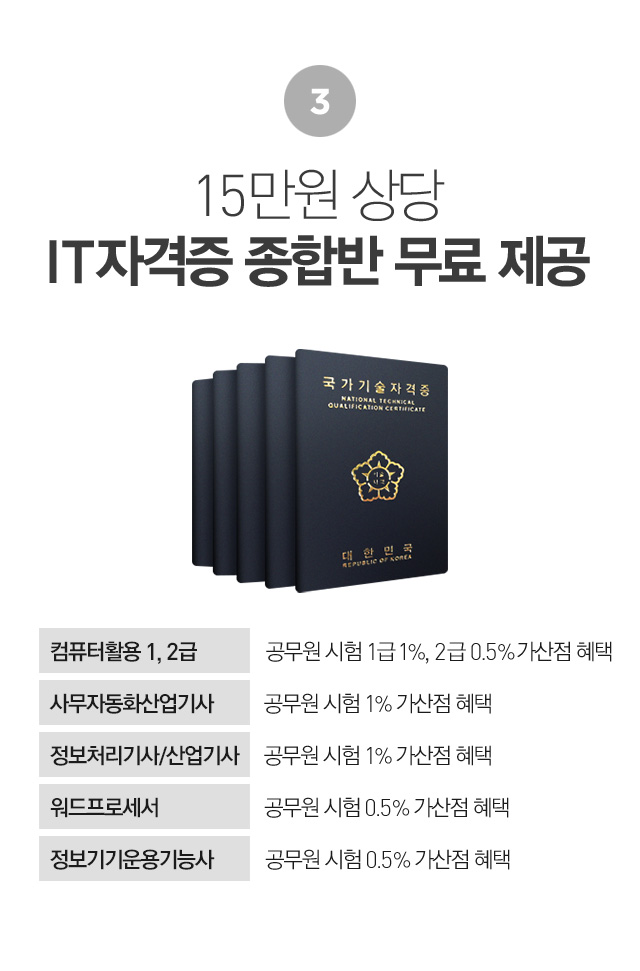 3
15만원 상당
IT자격증 종합반 무료 제공
국가기술자격증
NATIONAL TECHNICAL
QUALIFICATION CERTIFICATE
대한민국
REPUBLIC OF KOREA
컴퓨터활용 1, 2급 공무원 시험 1급 1%, 2급 0.5% 가산점 혜택
사무자동화산업기사 공무원 시험 1% 가산점 혜택
정보처리기사/산업기사 공무원 시험 1% 가산점 혜택
워드프로세서 공무원 시험 0.5% 가산점 혜택
정보기기운용기능사 공무원 시험 0.5% 가산점 혜택